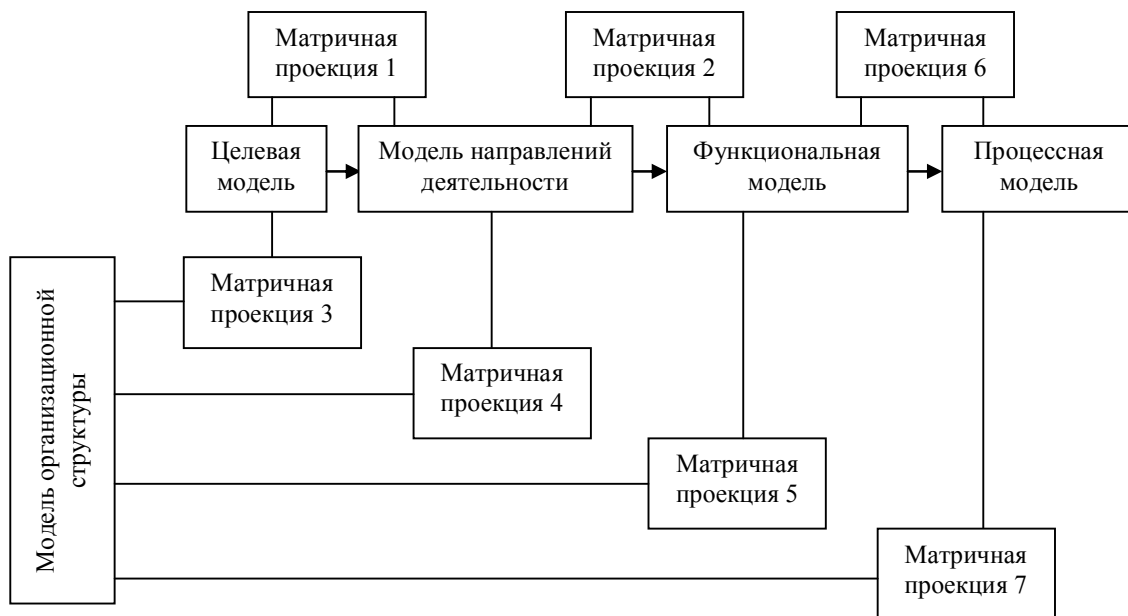 Матричная
проекция 1
Матричная
проекция 2
Матричная
проекция 6
Целевая
модель
Модель направлений
деятельности
Функциональная
модель
Процессная
модель
Модель организационной
структуры
Матричная
проекция 3
Матричная
проекция 4
Матричная
проекция 5
Матричная
проекция 7